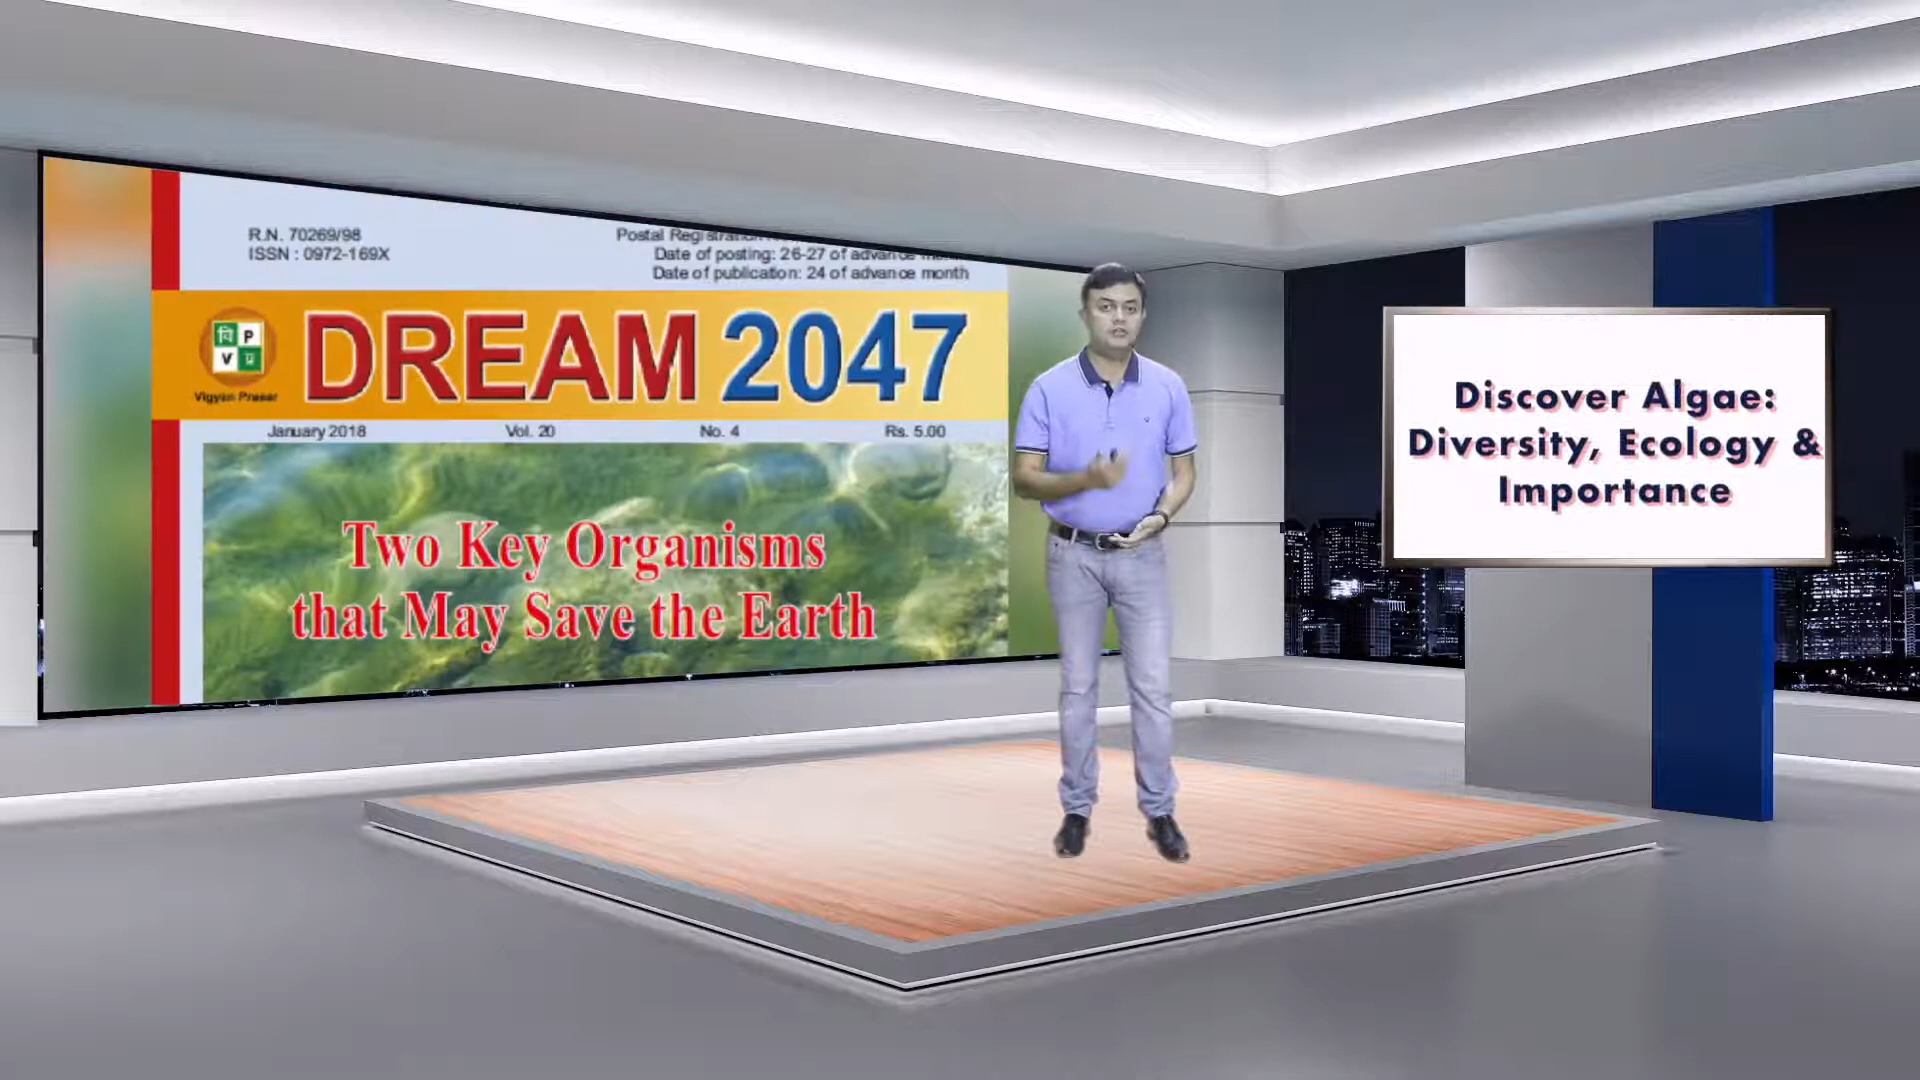 R.N. 70269/98
ISSN : 0972-169X
Postal
Date of posting: 26-27 of advance
Date of publication: 24 of advance month
वि P
V प्र
Vigyan Prasar
DREAM 2047
January 2018 Vol. 20 No. 4 Rs. 5.00
Two Key Organisms
that May Save the Earth
Discover Algae:
Diversity, Ecology &
Importance